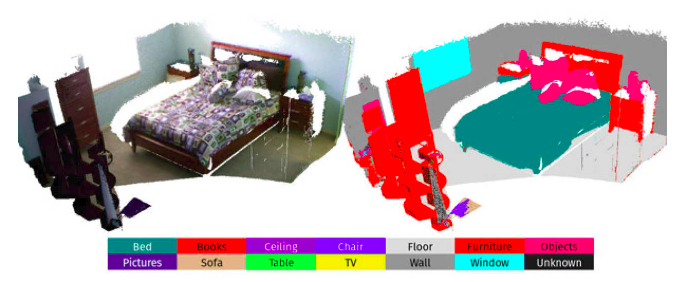 Bed Books Ceiling Chair Floor Furniture Objects
Pictures Sofa Table TV Wall Window Unknown